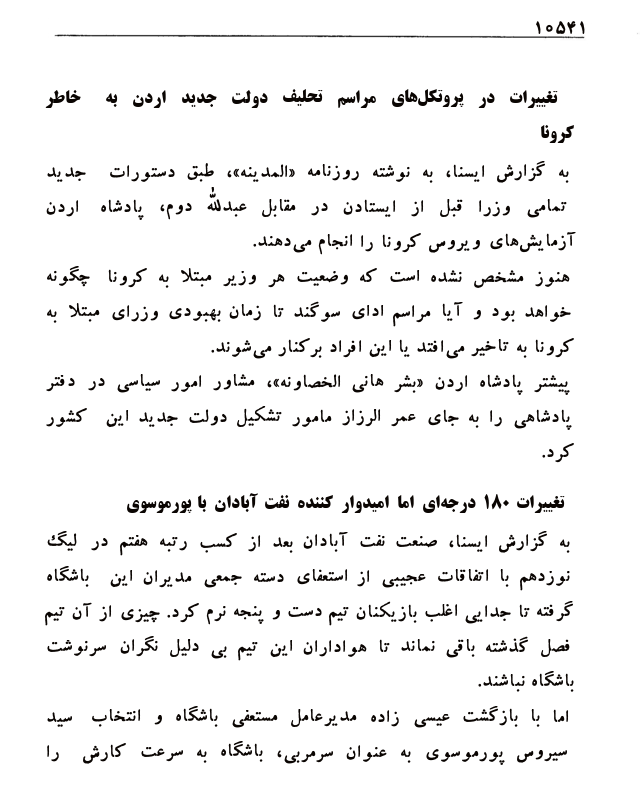 ۱۰۵۴۱
تغییرات در پروتکل‌های مراسم تحلیف دولت جدید اردن به خاطر
کرونا
به گزارش ایسنا، به نوشته روزنامه «المدینه»، طبق دستورات جدید
تمامی وزرا قبل از ایستادن در مقابل عبدالله دوم، پادشاه اردن
آزمایش‌های ویروس کرونا را انجام می‌دهند.
هنوز مشخص نشده است که وضعیت هر وزیر مبتلا به کرونا چگونه
خواهد بود و آیا مراسم ادای سوگند تا زمان بهبودی وزرای مبتلا به
کرونا به تاخیر می‌افتد یا این افراد برکنار می‌شوند.
پیشتر پادشاه اردن «بشر هانی الخصاونه»، مشاور امور سیاسی در دفتر
پادشاهی را به جای عمر الرزاز مامور تشکیل دولت جدید این کشور
کرد.
تغییرات ۱۸۰ درجه‌ای اما امیدوار کننده نفت آبادان با پورموسوی
به گزارش ایسنا، صنعت نفت آبادان بعد از کسب رتبه هفتم در لیگ
نوزدهم با اتفاقات عجیبی از استعفای دسته جمعی مدیران این باشگاه
گرفته تا جدایی اغلب بازیکنان تیم دست و پنجه نرم کرد. چیزی از آن تیم
فصل گذشته باقی نماند تا هواداران این تیم بی دلیل نگران سرنوشت
باشگاه نباشند.
اما با بازگشت عیسی زاده مدیرعامل مستعفی باشگاه و انتخاب سید
سیروس پورموسوی به عنوان سرمربی، باشگاه به سرعت کارش را